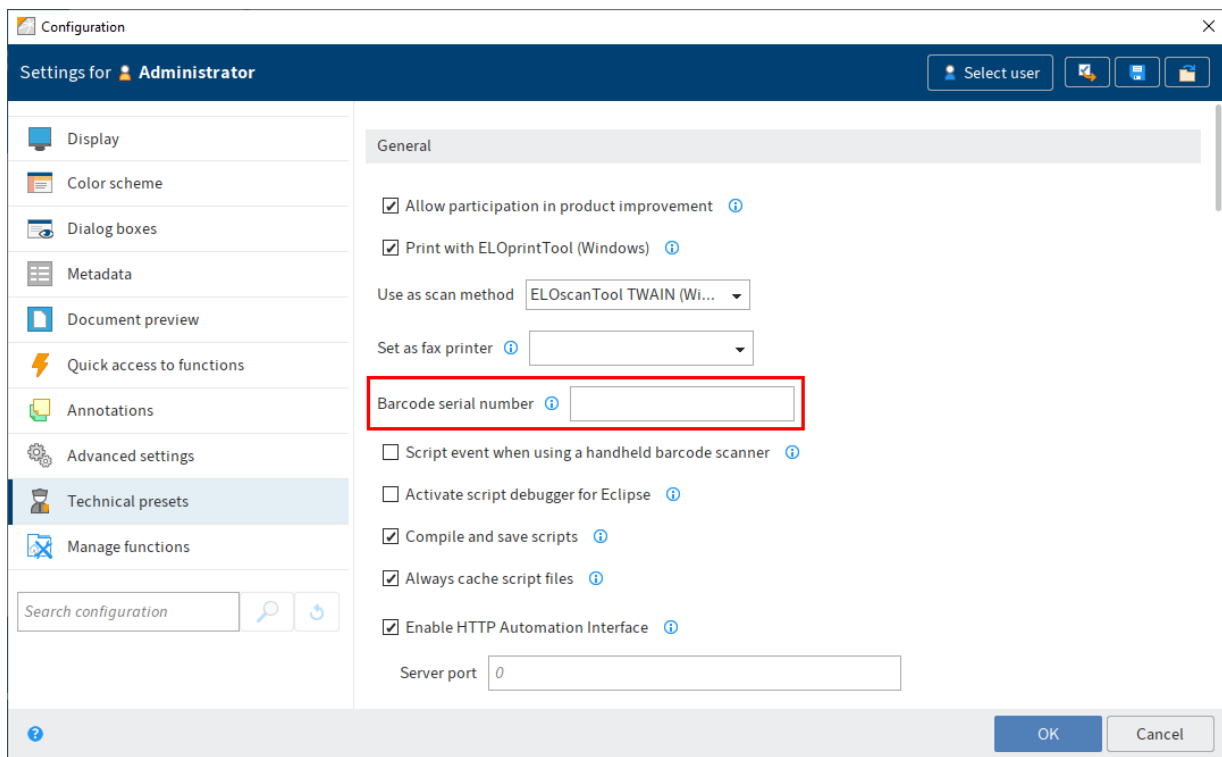 Configuration
Settings for Administrator
Select user
Display
Color scheme
Dialog boxes
Metadata
Document preview
Quick access to functions
Annotations
Advanced settings
Technical presets
Manage functions
Search configuration
General
Allow participation in product improvement
Print with ELOprintTool (Windows)
Use as scan method ELOscanTool TWAIN (Wi...
Set as fax printer
Barcode serial number
Script event when using a handheld barcode scanner
Activate script debugger for Eclipse
Compile and save scripts
Always cache script files
Enable HTTP Automation Interface
Server port 0
OK Cancel